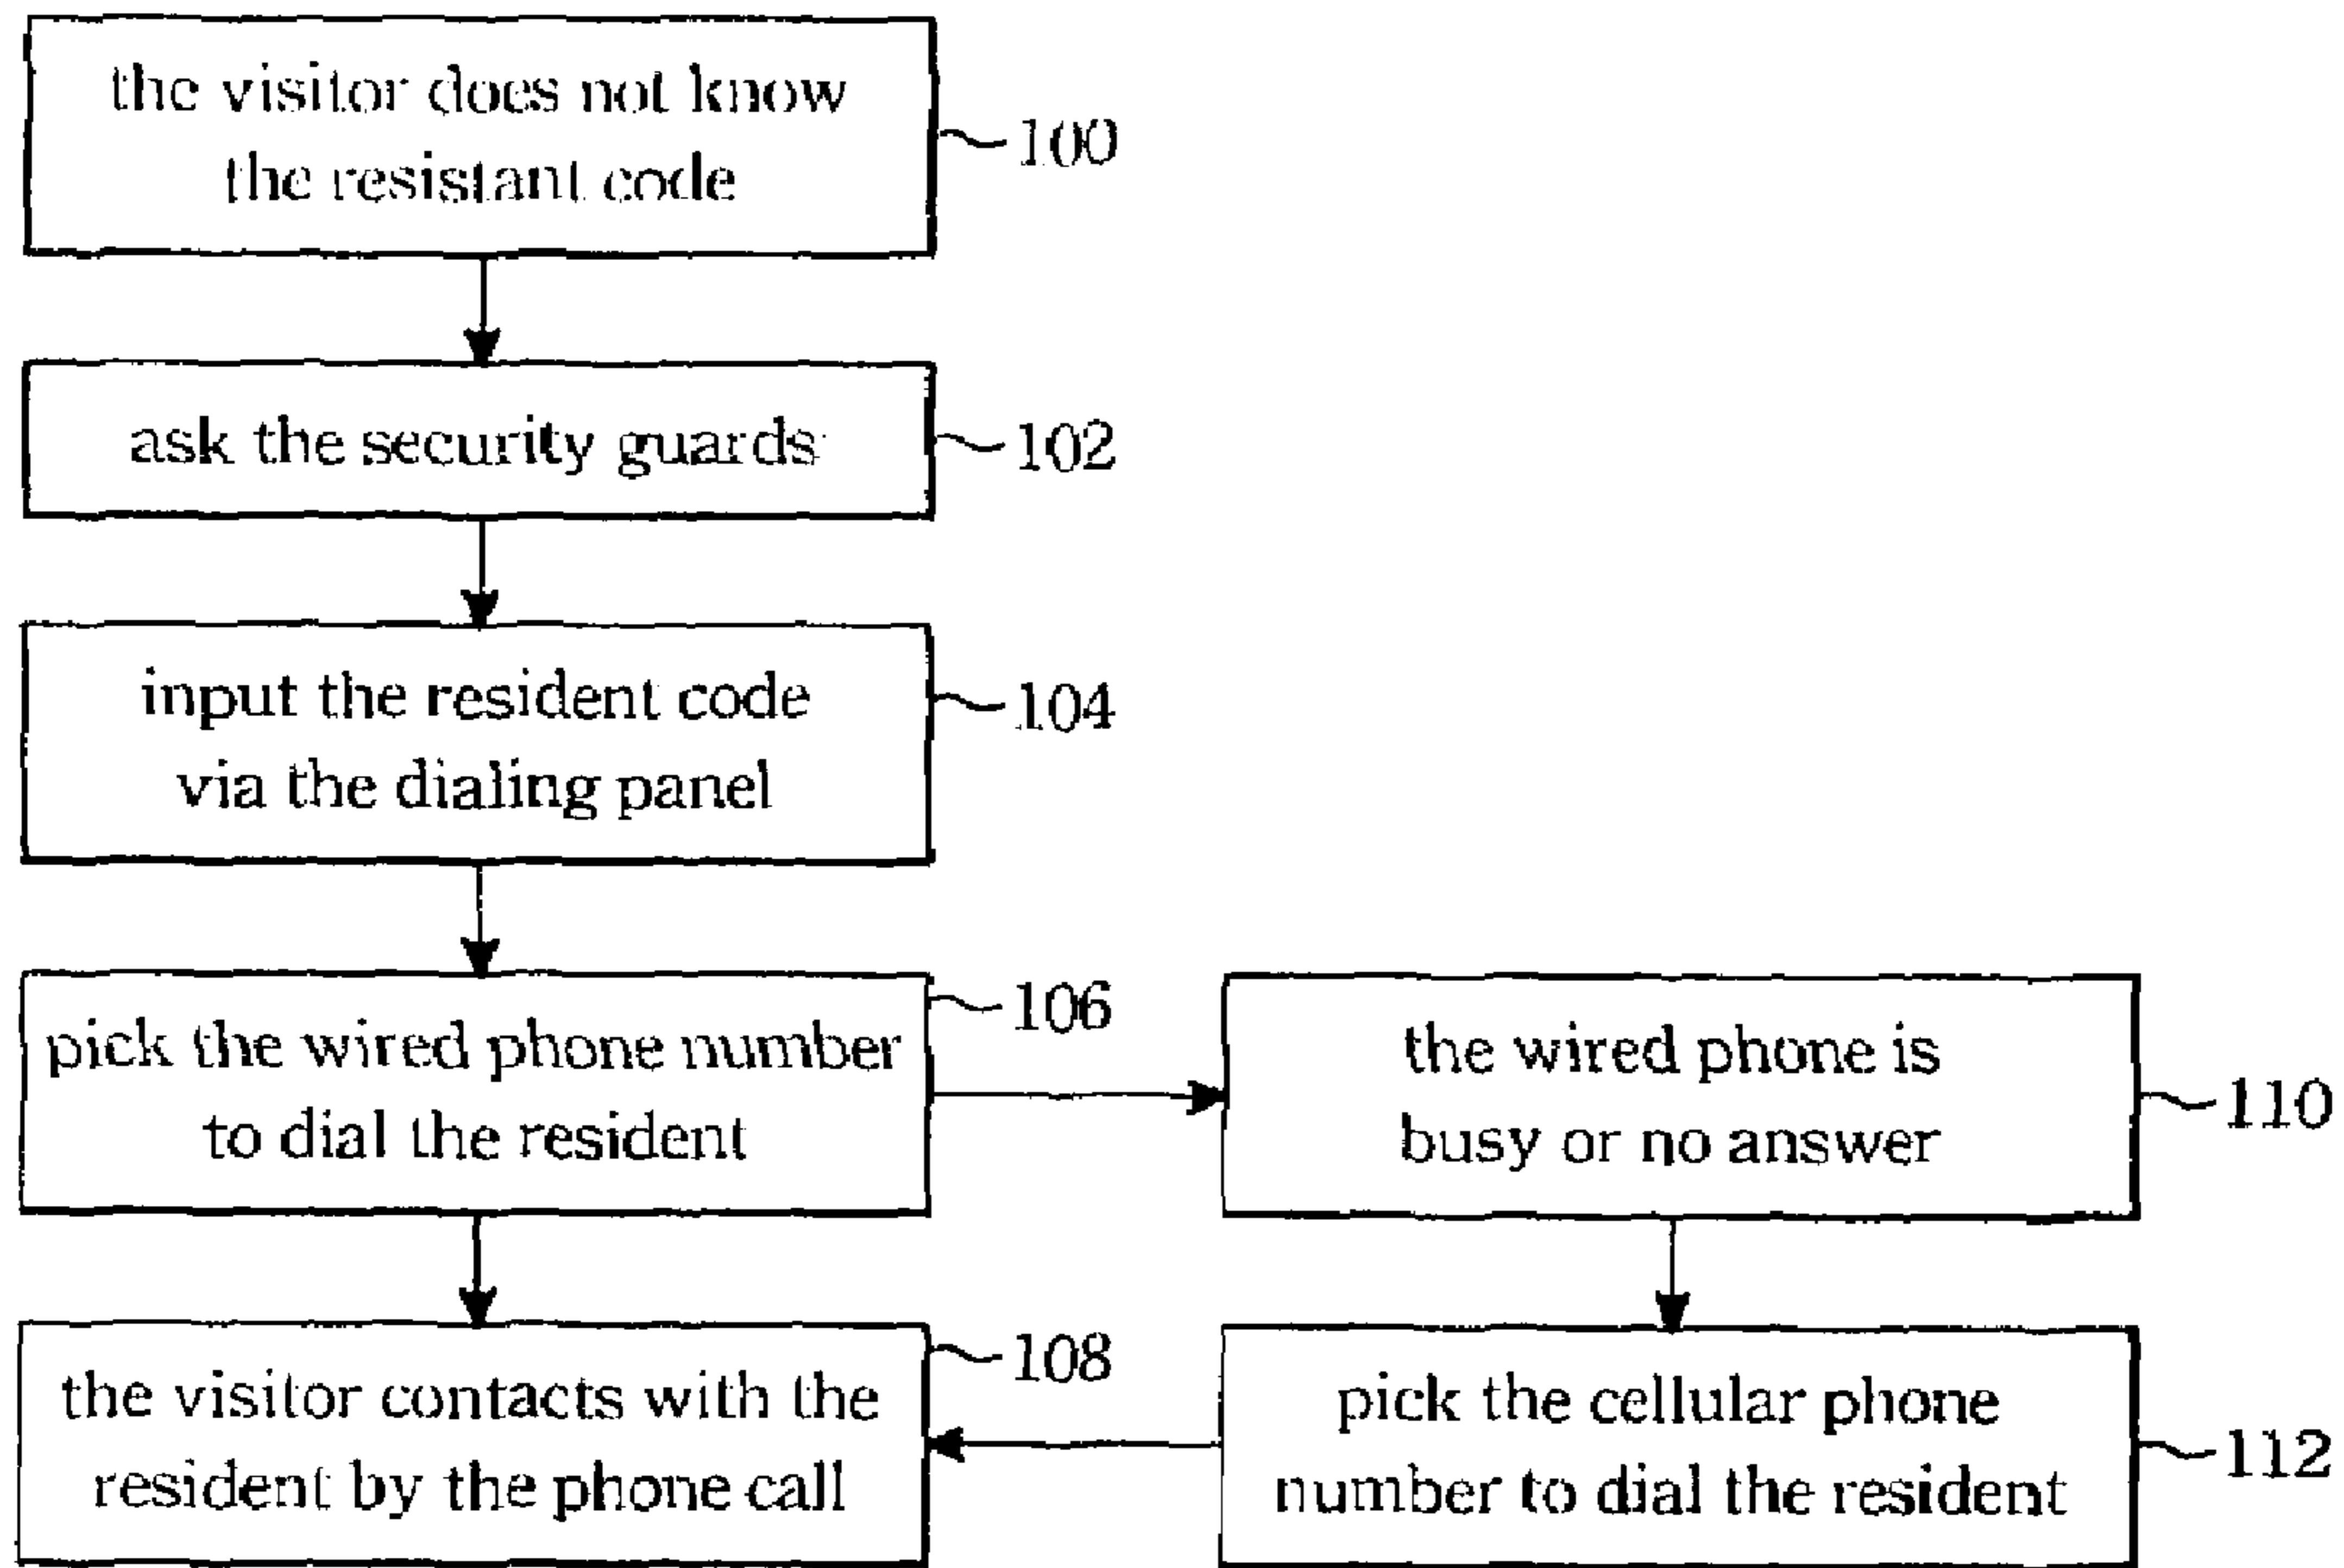 the visitor does not know
the resistant code
100
ask the security guards
102
input the resident code
via the dialing panel
104
pick the wired phone number
to dial the resident
106
the wired phone is
busy or no answer
110
the visitor contacts with the
resident by the phone call
108
pick the cellular phone
number to dial the resident
112